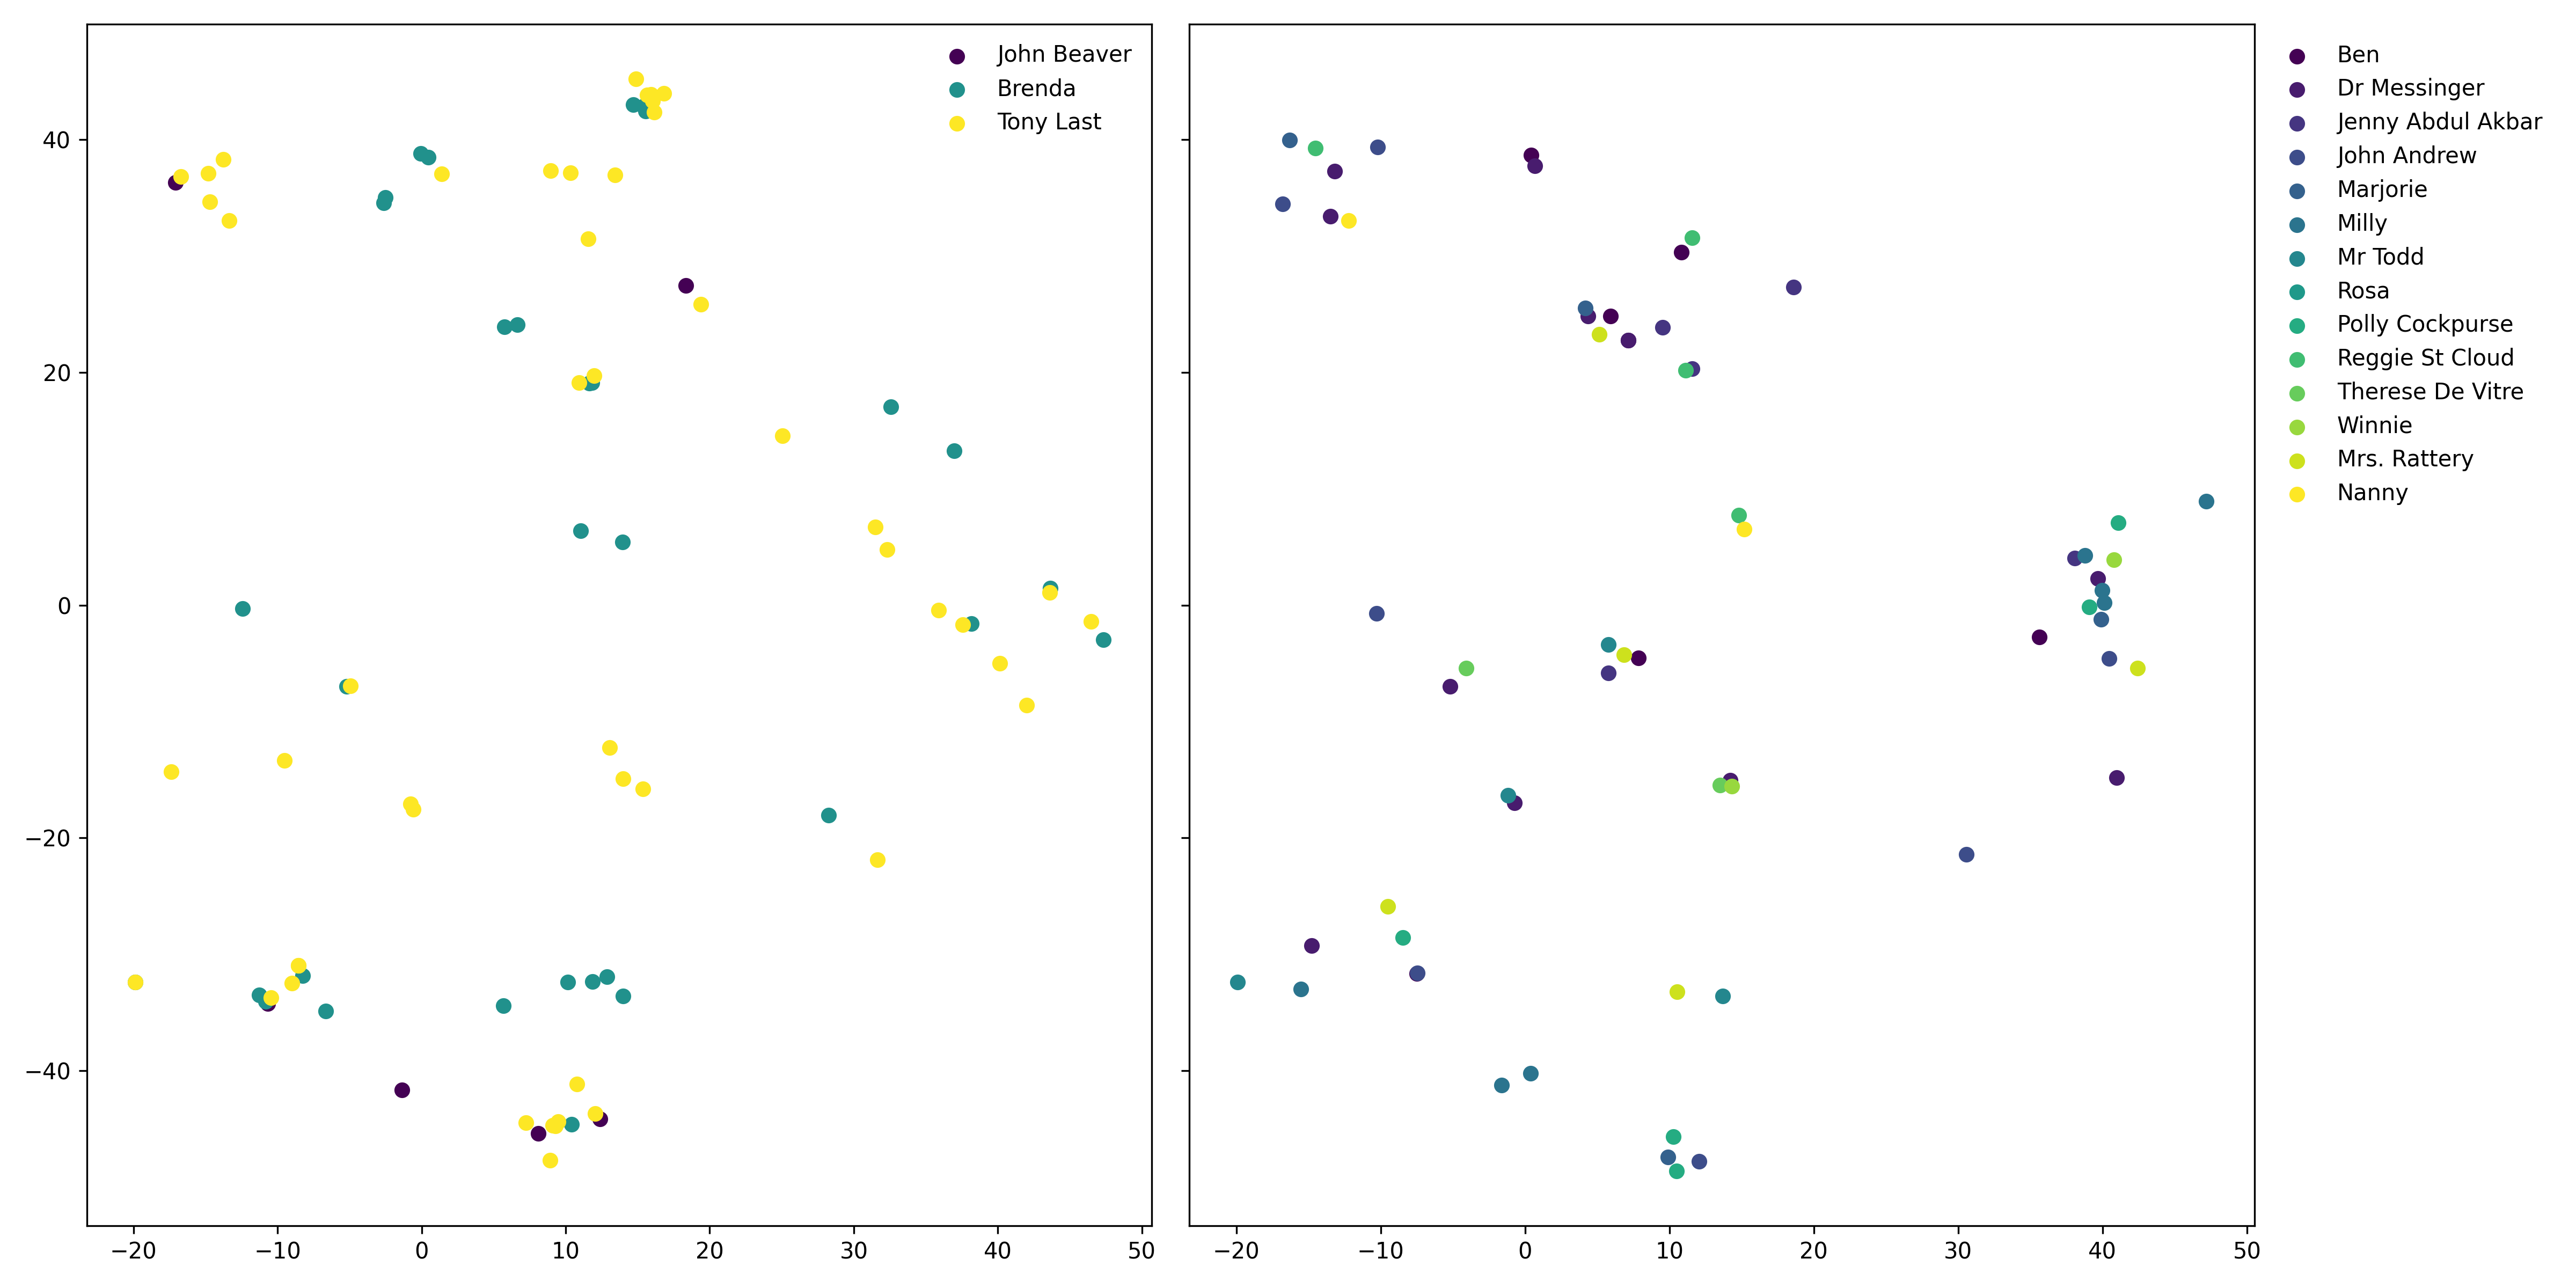 John Beaver
Brenda
Tony Last
40
20
0
−20
−40
−20 −10 0 10 20 30 40 50
−20 −10 0 10 20 30 40 50
Ben
Dr Messinger
Jenny Abdul Akbar
John Andrew
Marjorie
Milly
Mr Todd
Rosa
Polly Cockpurse
Reggie St Cloud
Therese De Vitre
Winnie
Mrs. Rattery
Nanny